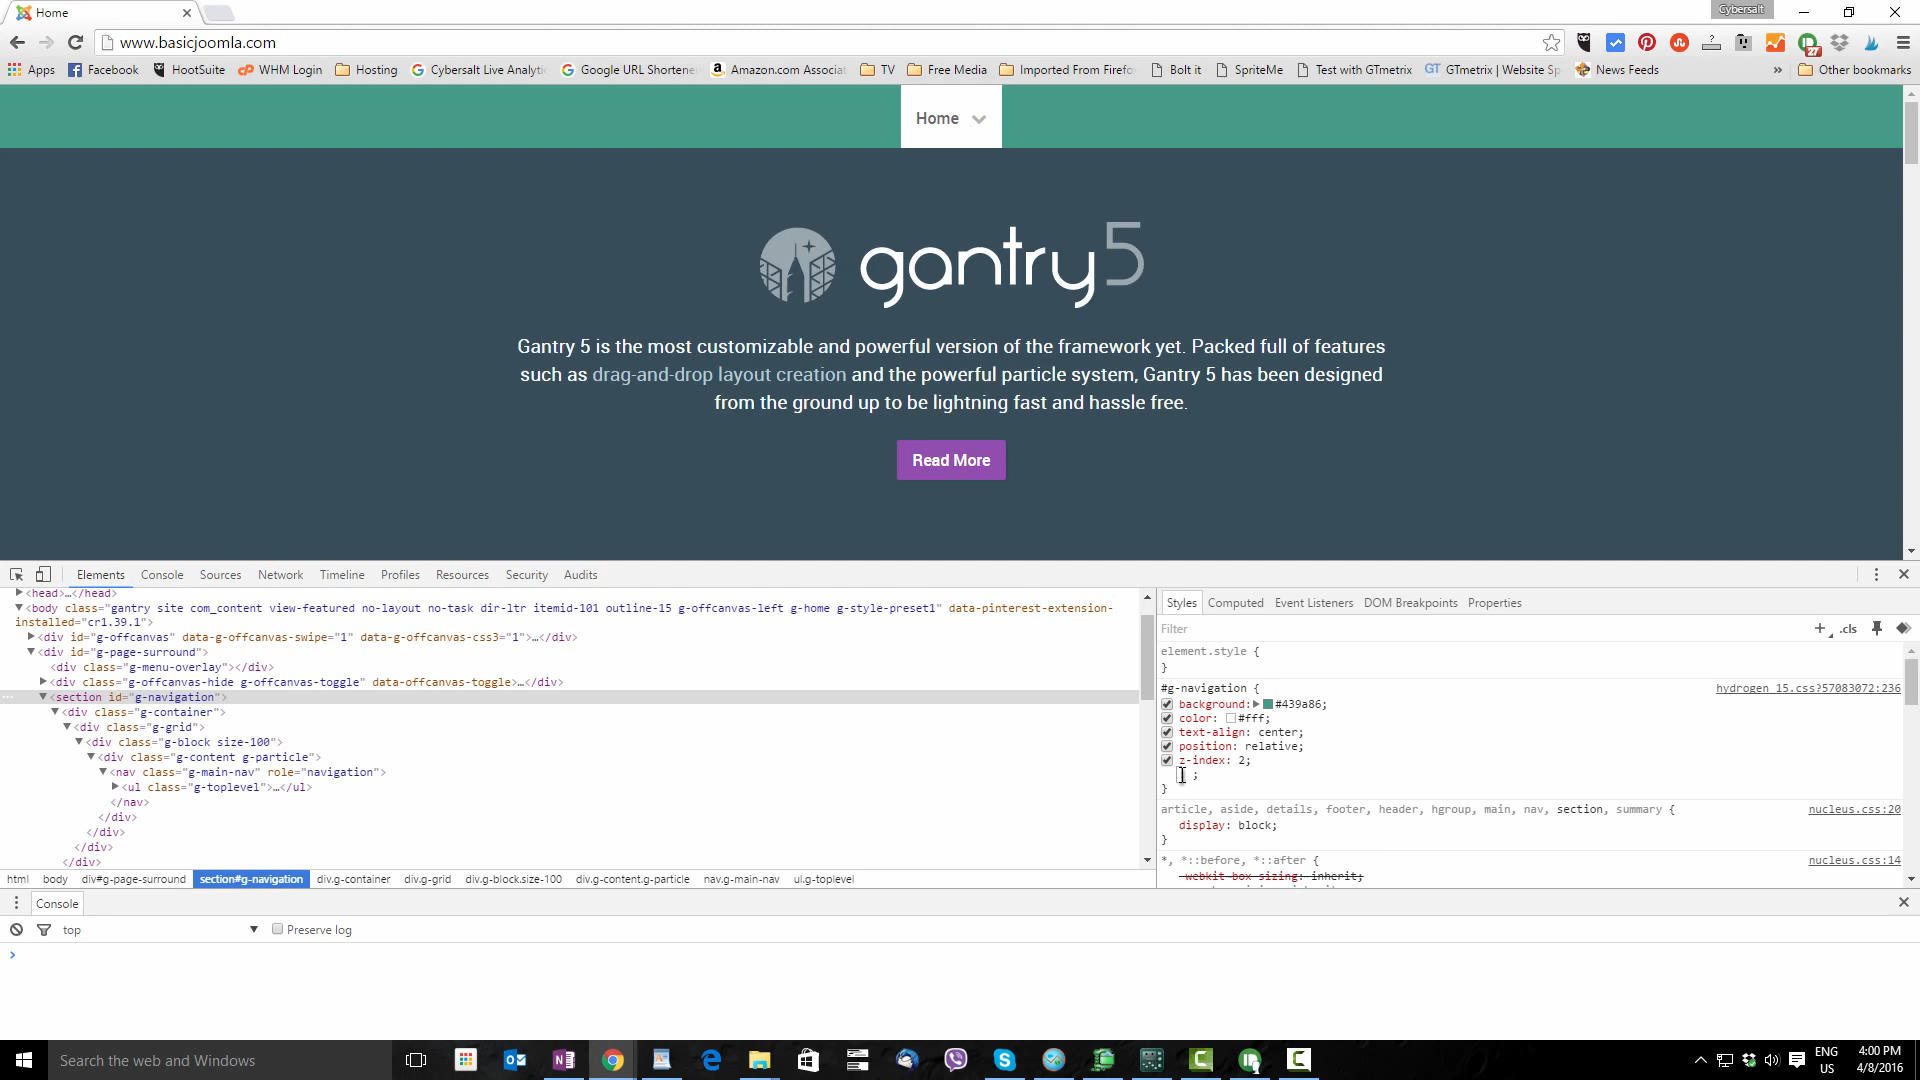 Home
Cybersalt
www.basicjoomla.com
27
Apps
Facebook
HootSuite
WHM Login
Hosting
Cybersalt Live Analyti
Google URL Shortene
Amazon.com Associat
TV
Free Media
Imported From Firefo
Bolt it
SpriteMe
Test with GTmetrix
GTmetrix | Website Sp
News Feeds
»
Other bookmarks
Home
gantry5
Gantry 5 is the most customizable and powerful version of the framework yet. Packed full of features
such as drag-and-drop layout creation and the powerful particle system, Gantry 5 has been designed
from the ground up to be lightning fast and hassle free.
Read More
Elements Console Sources Network Timeline Profiles Resources Security Audits
<head>…</head>
<body class="gantry site com_content view-featured no-layout no-task dir-ltr itemid-101 outline-15 g-offcanvas-left g-home g-style-preset1" data-pinterest-extension-
installed="cr1.39.1">
<div id="g-offcanvas" data-g-offcanvas-swipe="1" data-g-offcanvas-css3="1">…</div>
<div id="g-page-surround">
<div class="g-menu-overlay"></div>
<div class="g-offcanvas-hide g-offcanvas-toggle" data-offcanvas-toggle>…</div>
<section id="g-navigation">
<div class="g-container">
<div class="g-grid">
<div class="g-block size-100">
<div class="g-content g-particle">
<nav class="g-main-nav" role="navigation">
<ul class="g-toplevel">…</ul>
</nav>
</div>
</div>
</div>
</div>
html body div#g-page-surround section#g-navigation div.g-container div.g-grid div.g-block.size-100 div.g-content.g-particle nav.g-main-nav ul.g-toplevel
Styles Computed Event Listeners DOM Breakpoints Properties
Filter
.cls
element.style {
}
#g-navigation {
hydrogen_15.css?57083072:236
background: #439a86;
color: #fff;
text-align: center;
position: relative;
z-index: 2;
;
}
article, aside, details, footer, header, hgroup, main, nav, section, summary {
nucleus.css:20
display: block;
}
*, *::before, *::after {
nucleus.css:14
-webkit-box-sizing: inherit;
Console
top
Preserve log
>
Search the web and Windows
ENG
US
4:00 PM
4/8/2016